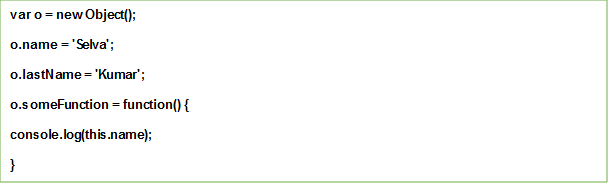 var o = new Object();
o.name = 'Selva';
o.lastName = 'Kumar';
o.someFunction = function() {
console.log(this.name);
}